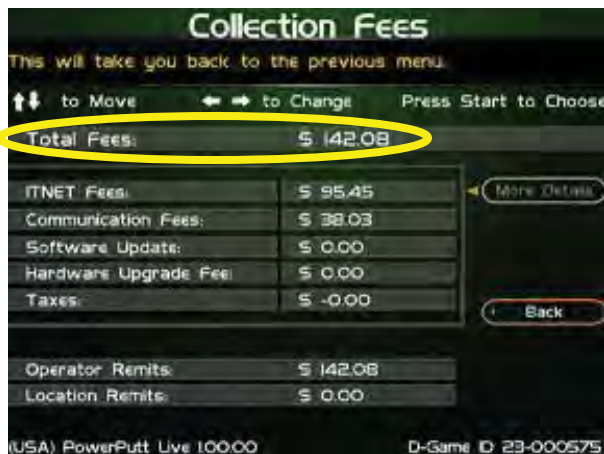 Collection Fees
This will take you back to the previous menu.
to Move to Change Press Start to Choose
Total Fees: $ 142.08
ITNET Fees: $ 95.45
More Details
Communication Fees: $ 38.03
Software Update: $ 0.00
Hardware Upgrade Fee: $ 0.00
Taxes: $ -0.00
Back
Operator Remits: $ 142.08
Location Remits: $ 0.00
(USA) PowerPutt Live 1.00.00 D-Game ID 23-000575